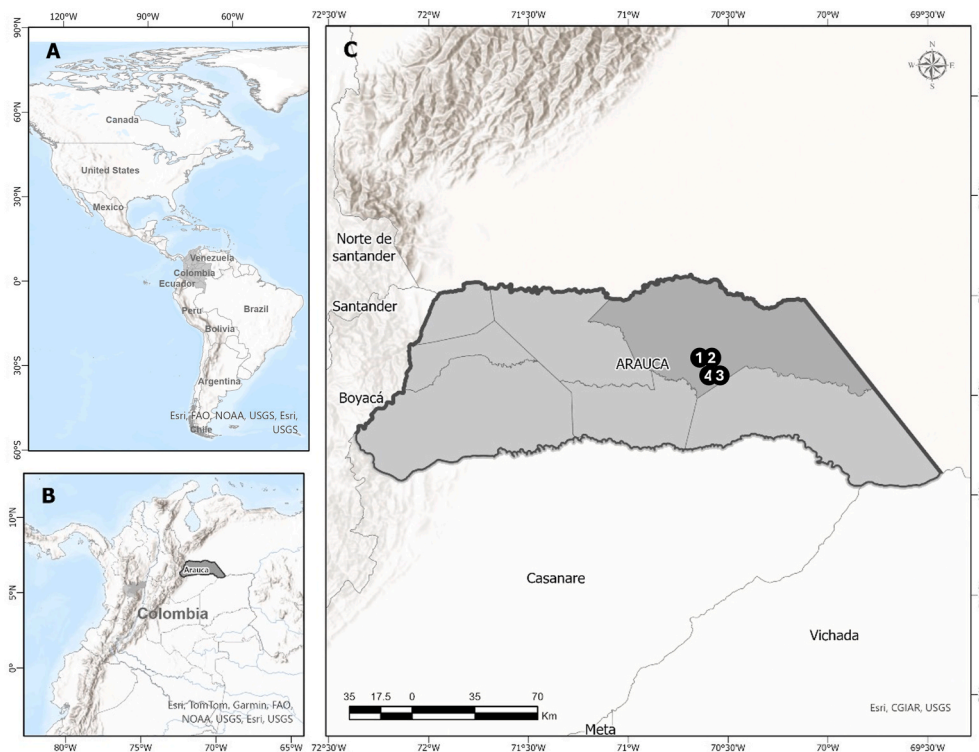 120°W
90°W
60°W
90°N
60°N
30°N
0°
30°S
60°S
A
Canada
United States
Mexico
Venezuela
Colombia
Ecuador
Peru
Brazil
Bolivia
Argentina
Chile
Esri, FAO, NOAA, USGS, Esri,
USGS
B
10°N
5°N
0°
Arauca
Colombia
Esri, TomTom, Garmin, FAO,
NOAA, USGS, Esri, USGS
80°W
75°W
70°W
65°W
72°30'W
72°W
71°30'W
71°W
70°30'W
70°W
69°30'W
C
N
W
E
S
Norte de
santander
Santander
Boyacá
ARAUCA
1 2
4 3
Casanare
Vichada
Meta
35 17.5 0 35 70
Km
Esri, CGIAR, USGS
72°30'W
72°W
71°30'W
71°W
70°30'W
70°W
69°30'W